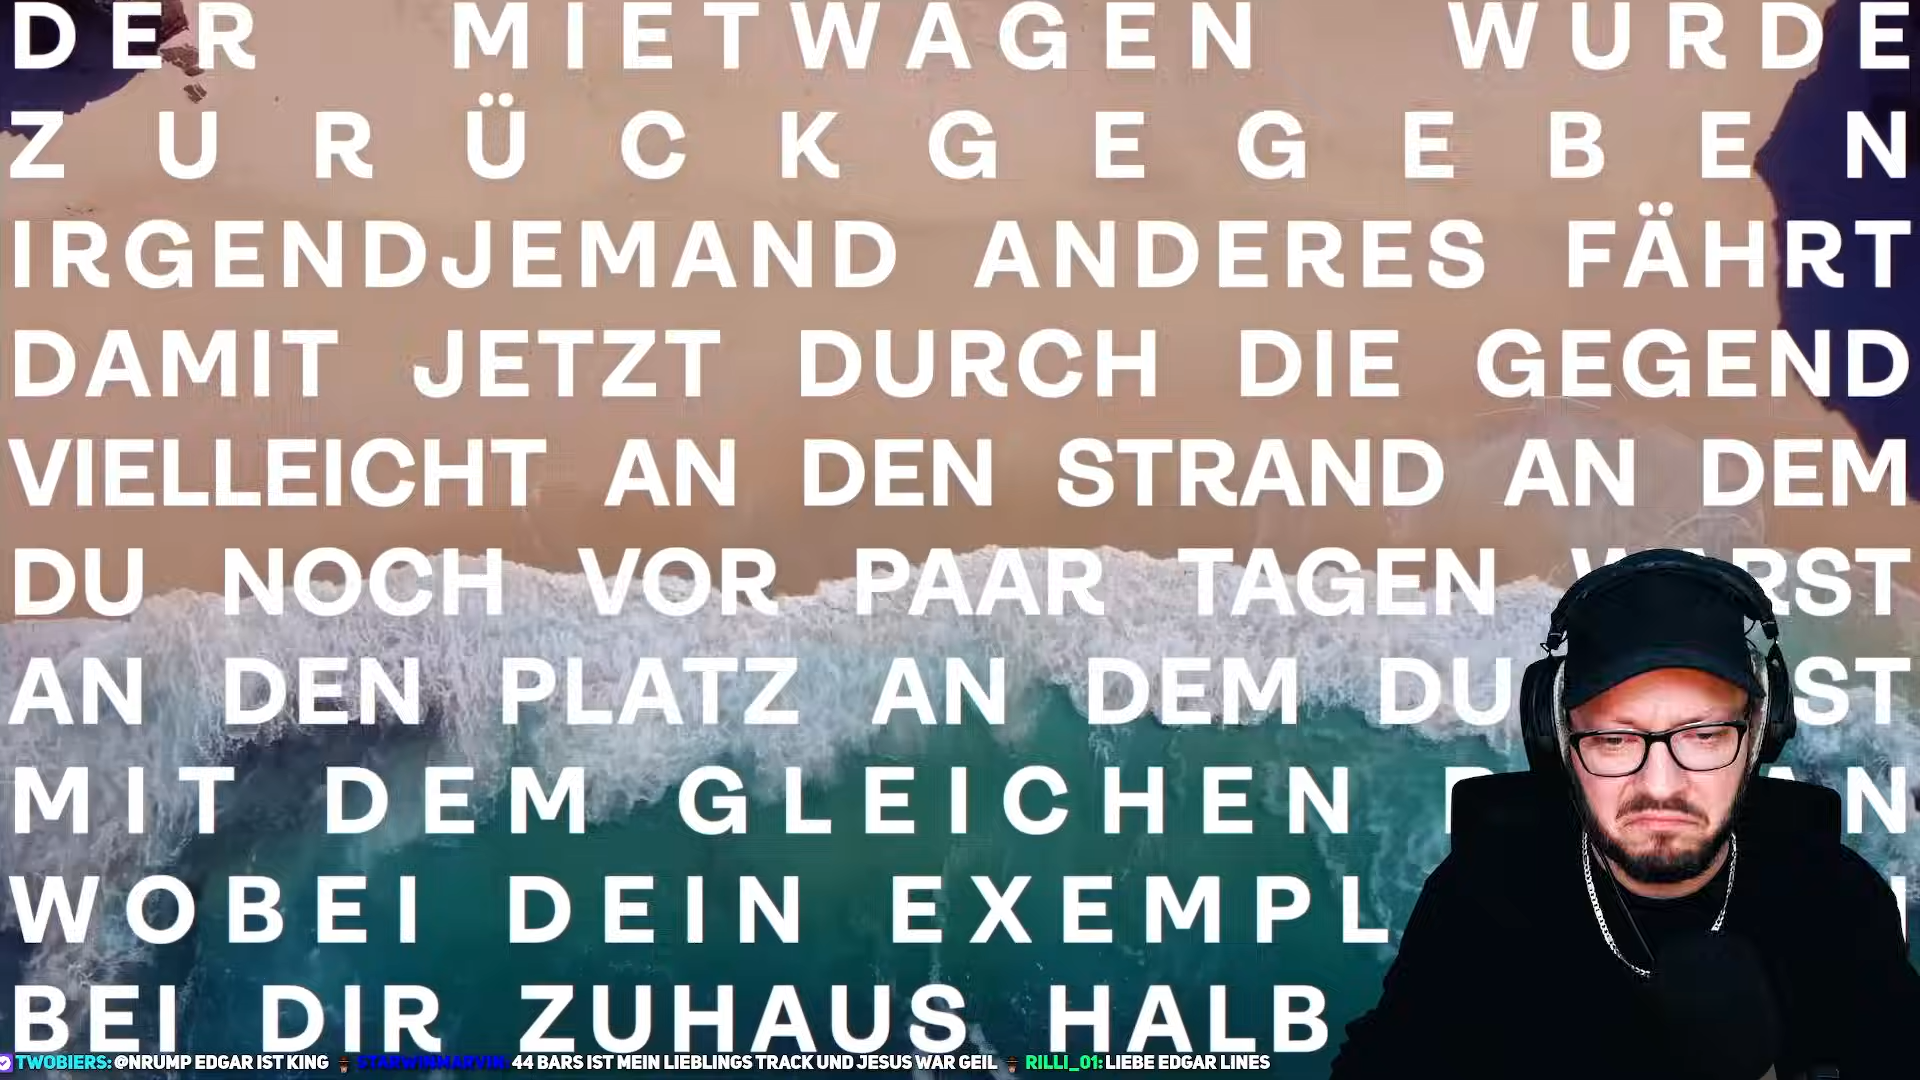 DER MIETWAGEN WURDE
ZURÜCKGEGEBEN
IRGENDJEMAND ANDERES FÄHRT
DAMIT JETZT DURCH DIE GEGEND
VIELLEICHT AN DEN STRAND AN DEM
DU NOCH VOR PAAR TAGEN WARST
AN DEN PLATZ AN DEM DU
MIT DEM GLEICHEN
WOBEI DEIN
BEI DIR ZUHAUS HALB
TWOBIERS: @NRUMP EDGAR IST KING STARWINMARVIN: 44 BARS IST MEIN LIEBLINGS TRACK UND JESUS WAR GEIL RILLI_01: LIEBE EDGAR LINES